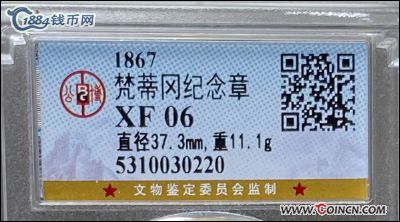 1884钱币网
1867
梵蒂冈纪念章
XF 06
直径37.3mm,重11.1g
5310030220
公博
★ 文物鉴定委员会监制 ★
www.COINCN.com